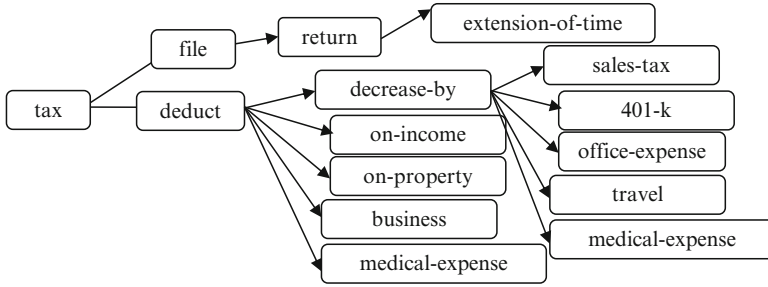 extension-of-time
file
return
sales-tax
decrease-by
tax
deduct
401-k
on-income
office-expense
on-property
travel
business
medical-expense
medical-expense